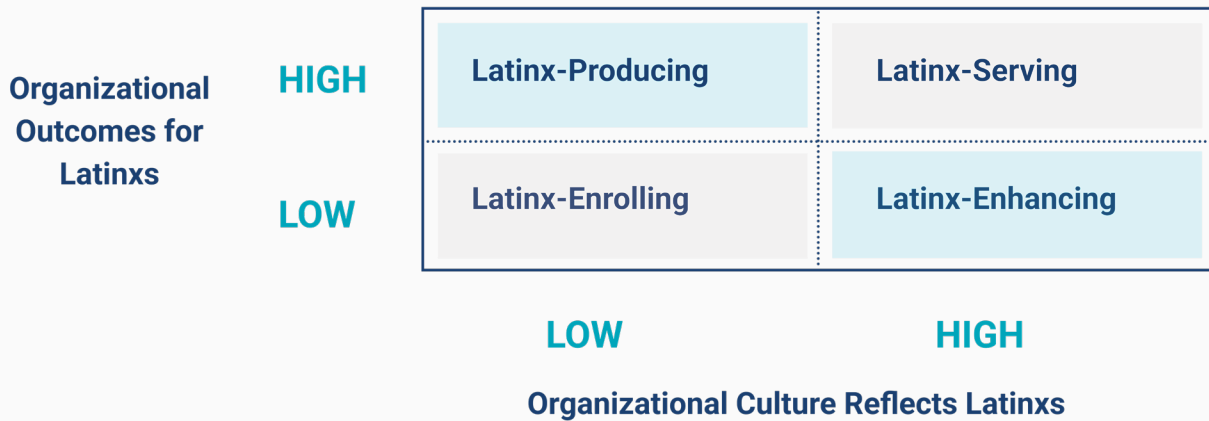 Organizational
Outcomes for
Latinxs
HIGH
Latinx-Producing
Latinx-Serving
LOW
Latinx-Enrolling
Latinx-Enhancing
LOW
HIGH
Organizational Culture Reflects Latinxs